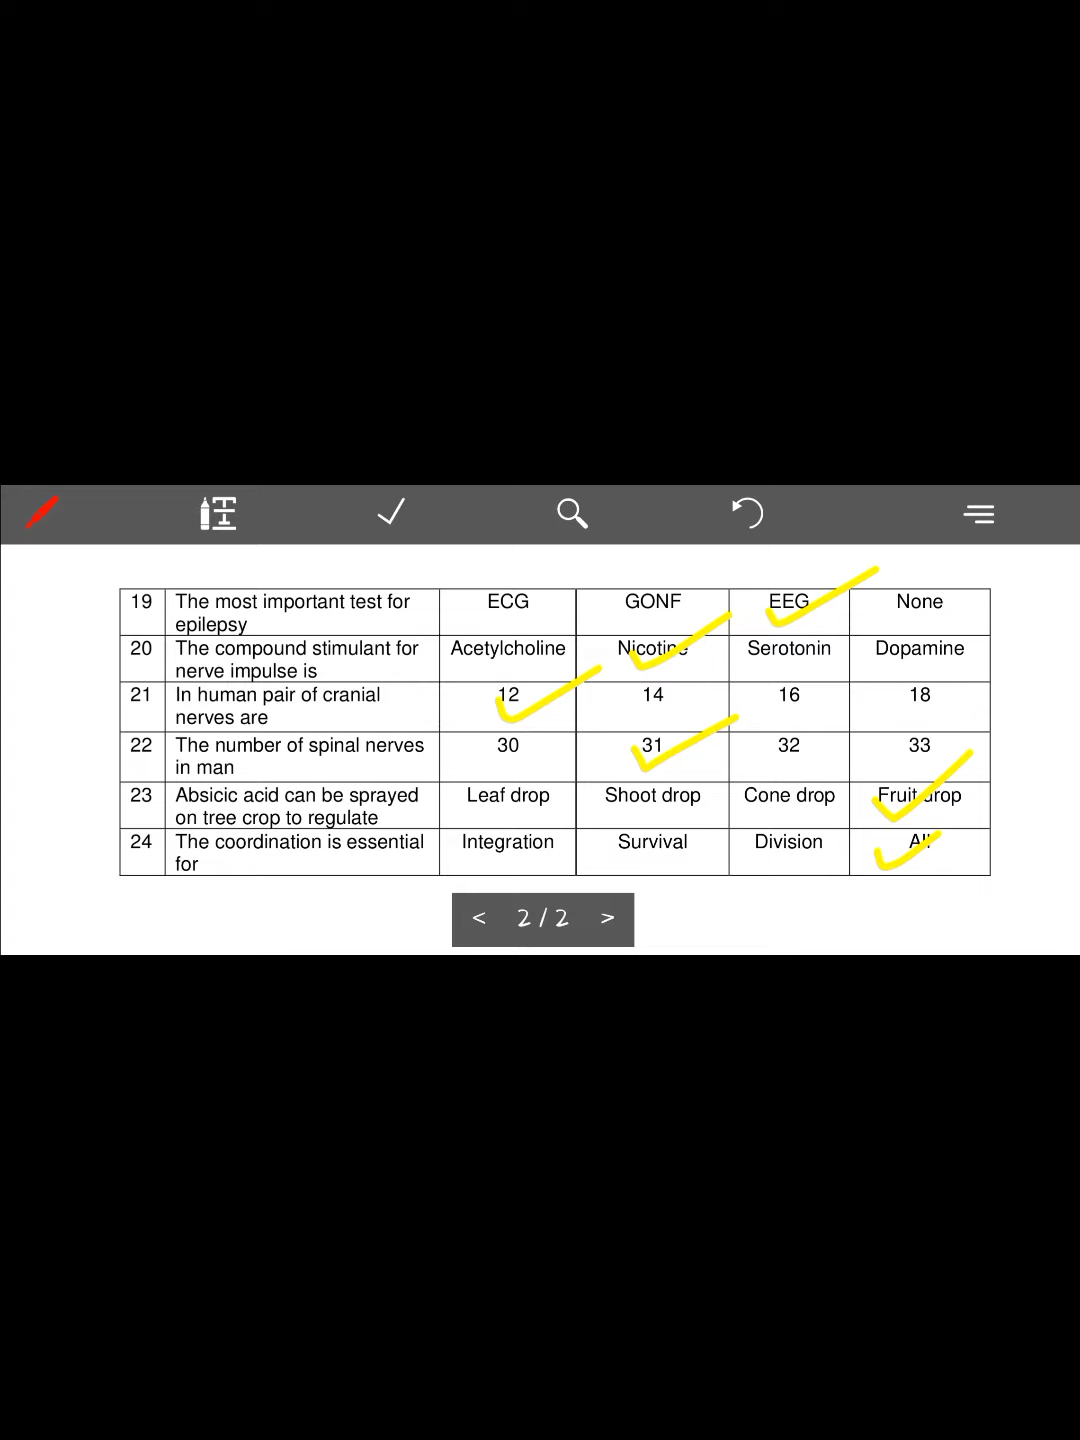 19 The most important test for epilepsy ECG GONF EEG None
20 The compound stimulant for nerve impulse is Acetylcholine Nicotine Serotonin Dopamine
21 In human pair of cranial nerves are 12 14 16 18
22 The number of spinal nerves in man 30 31 32 33
23 Absicic acid can be sprayed on tree crop to regulate Leaf drop Shoot drop Cone drop Fruit drop
24 The coordination is essential for Integration Survival Division All
< 2 / 2 >